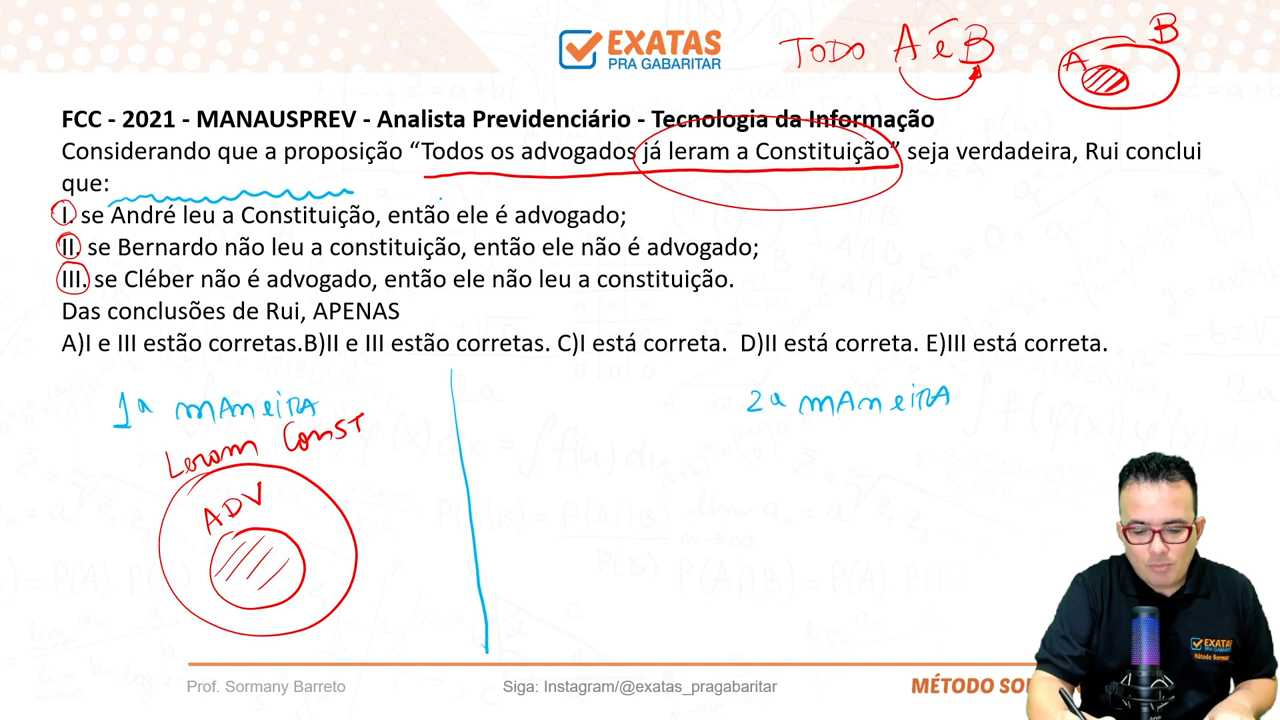 EXATAS
PRA GABARITAR
TODO A é B
A
B
FCC - 2021 - MANAUSPREV - Analista Previdenciário - Tecnologia da Informação
Considerando que a proposição “Todos os advogados já leram a Constituição” seja verdadeira, Rui conclui
que:
I. se André leu a Constituição, então ele é advogado;
II. se Bernardo não leu a constituição, então ele não é advogado;
III. se Cléber não é advogado, então ele não leu a constituição.
Das conclusões de Rui, APENAS
A)I e III estão corretas.B)II e III estão corretas. C)I está correta. D)II está correta. E)III está correta.
1ª maneira
2ª maneira
Leram Const
ADV
EXATAS
PRA GABARITAR
Prof. Sormany Barreto
Siga: Instagram/@exatas_pragabaritar
MÉTODO